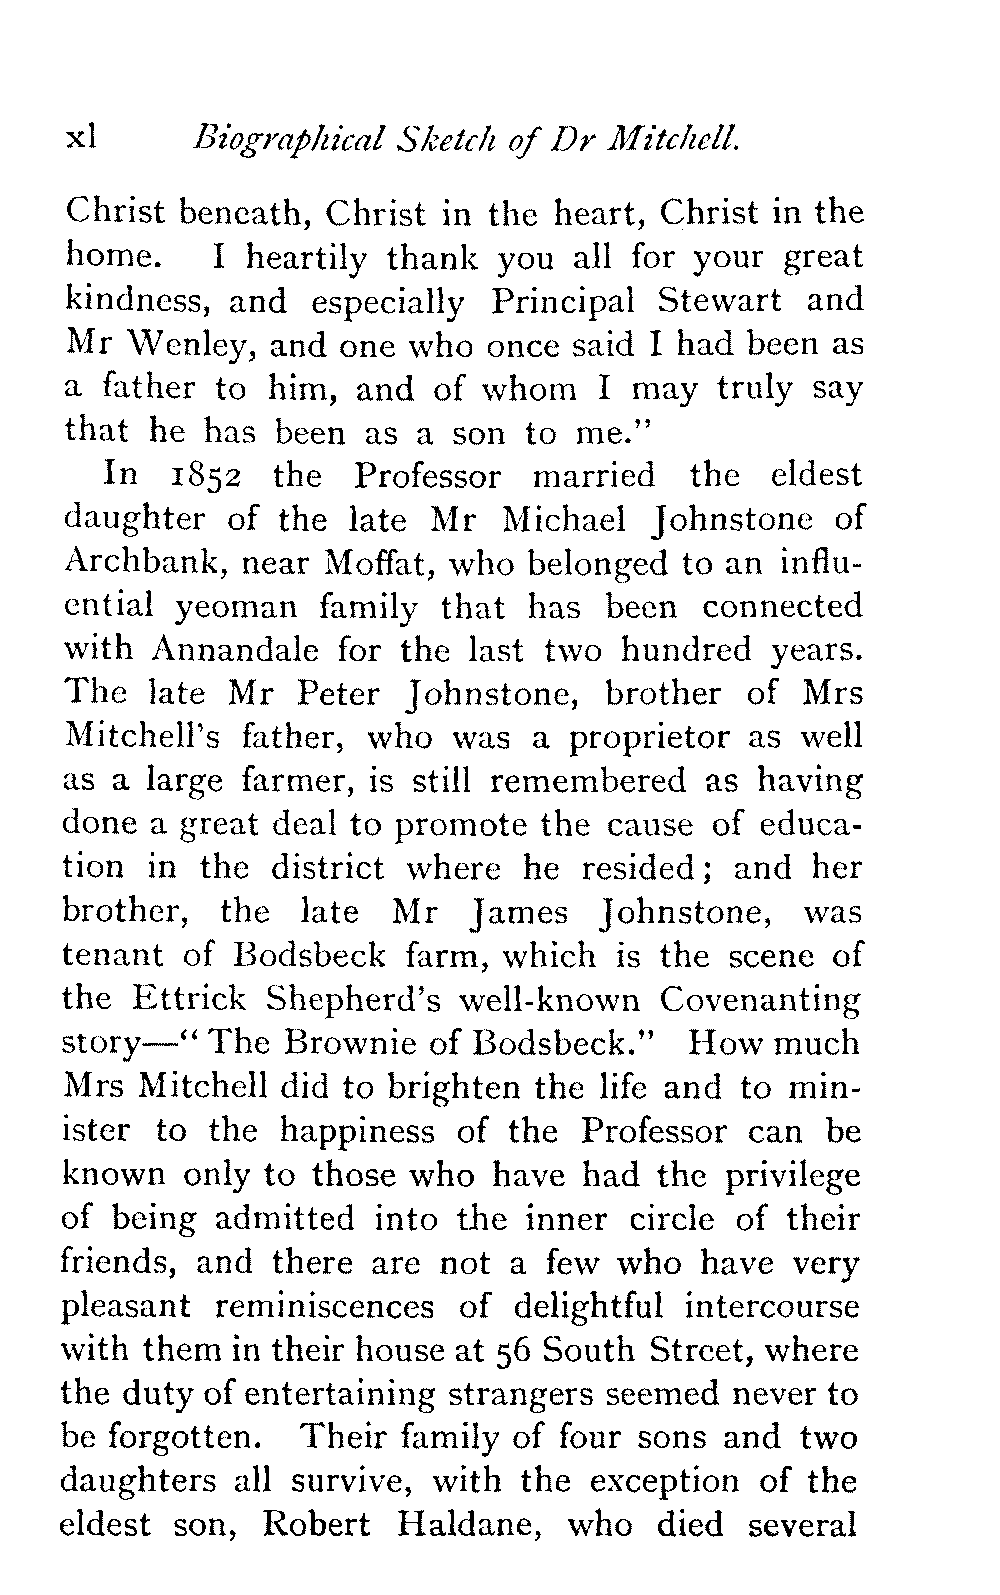 xl Biographical Sketch of Dr Mitchell.
Christ beneath, Christ in the heart, Christ in the
home. I heartily thank you all for your great
kindness, and especially Principal Stewart and
Mr Wenley, and one who once said I had been as
a father to him, and of whom I may truly say
that he has been as a son to me."
In 1852 the Professor married the eldest
daughter of the late Mr Michael Johnstone of
Archbank, near Moffat, who belonged to an influ-
ential yeoman family that has been connected
with Annandale for the last two hundred years.
The late Mr Peter Johnstone, brother of Mrs
Mitchell's father, who was a proprietor as well
as a large farmer, is still remembered as having
done a great deal to promote the cause of educa-
tion in the district where he resided; and her
brother, the late Mr James Johnstone, was
tenant of Bodsbeck farm, which is the scene of
the Ettrick Shepherd's well-known Covenanting
story—"The Brownie of Bodsbeck." How much
Mrs Mitchell did to brighten the life and to min-
ister to the happiness of the Professor can be
known only to those who have had the privilege
of being admitted into the inner circle of their
friends, and there are not a few who have very
pleasant reminiscences of delightful intercourse
with them in their house at 56 South Street, where
the duty of entertaining strangers seemed never to
be forgotten. Their family of four sons and two
daughters all survive, with the exception of the
eldest son, Robert Haldane, who died several